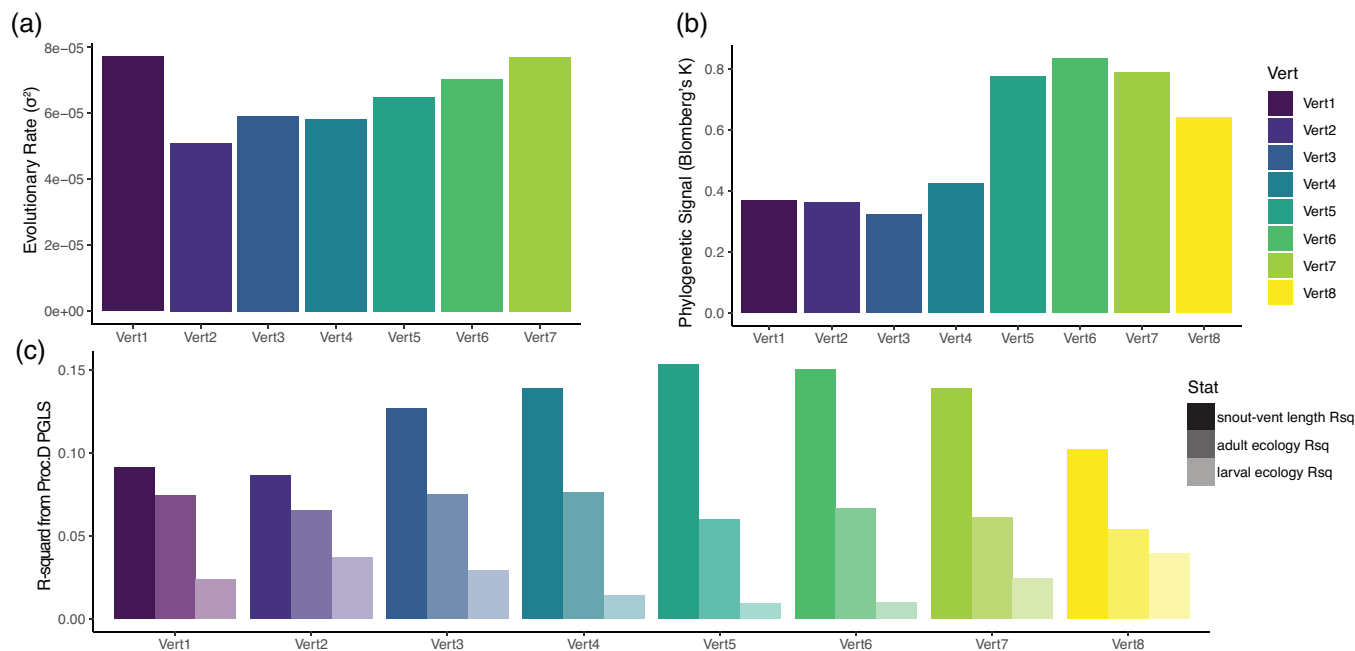 (a)
Evolutionary Rate (σ²)
8e−05
6e−05
4e−05
2e−05
0e+00
Vert1 Vert2 Vert3 Vert4 Vert5 Vert6 Vert7
(b)
Phylogenetic Signal (Blomberg's K)
0.8
0.6
0.4
0.2
0.0
Vert1 Vert2 Vert3 Vert4 Vert5 Vert6 Vert7 Vert8
Vert
Vert1
Vert2
Vert3
Vert4
Vert5
Vert6
Vert7
Vert8
(c)
R-squard from Proc.D PGLS
0.15
0.10
0.05
0.00
Vert1 Vert2 Vert3 Vert4 Vert5 Vert6 Vert7 Vert8
Stat
snout-vent length Rsq
adult ecology Rsq
larval ecology Rsq